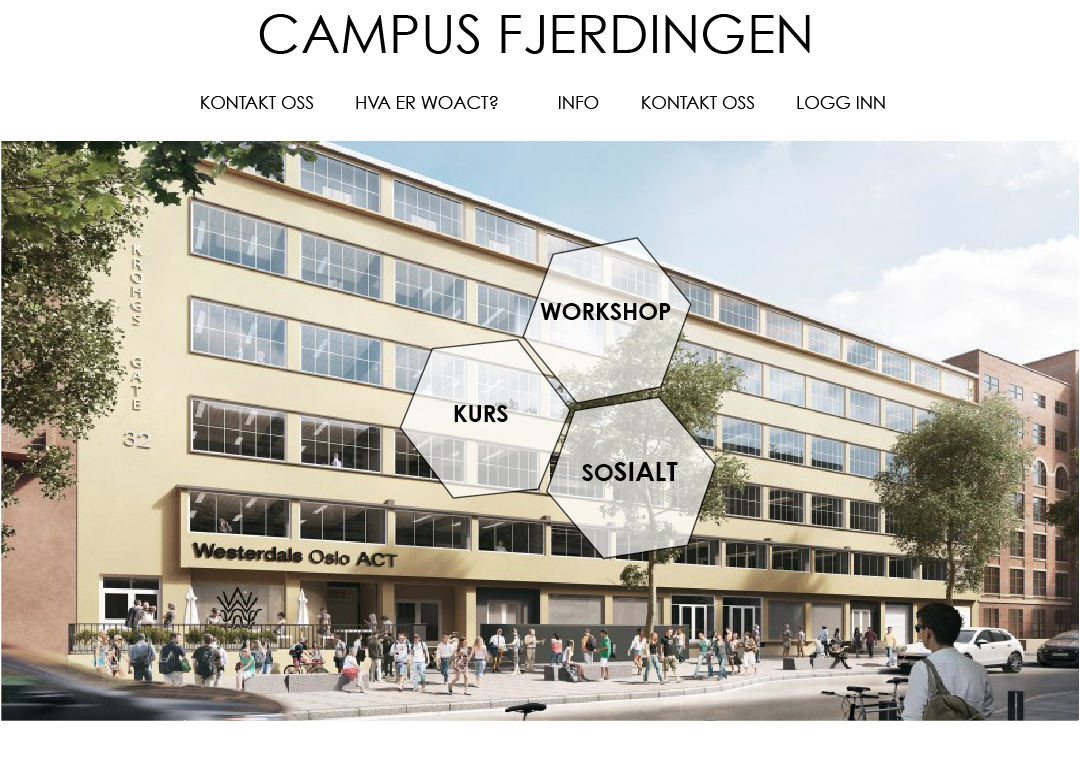 CAMPUS FJERDINGEN
KONTAKT OSS HVA ER WOACT? INFO KONTAKT OSS LOGG INN
KROHGS GATE
32
WORKSHOP
KURS
SOSIALT
Westerdals Oslo ACT